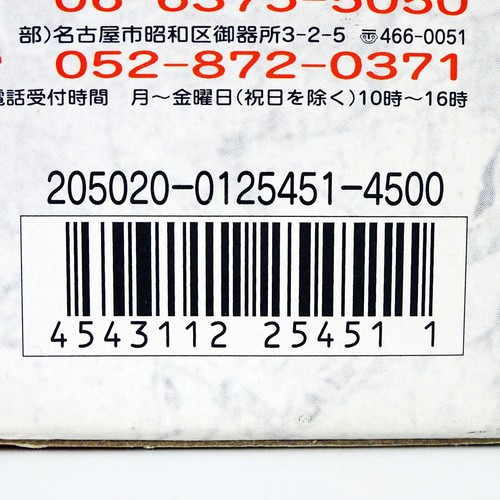 部)名古屋市昭和区御器所3-2-5 〠466-0051
052-872-0371
電話受付時間 月～金曜日(祝日を除く)10時～16時
205020-0125451-4500
4543112 25451 1